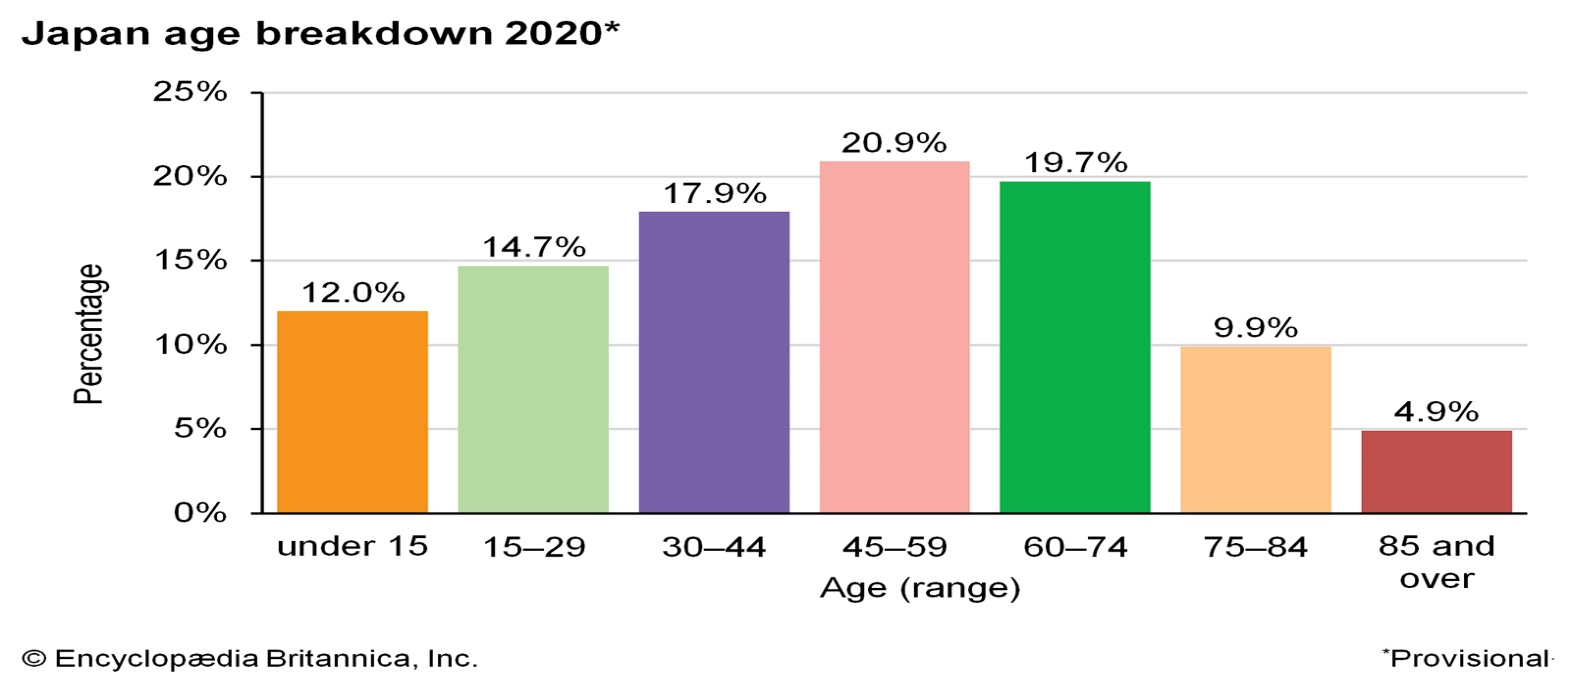 Japan age breakdown 2020*
25%
20%
15%
10%
5%
0%
Percentage
12.0%
14.7%
17.9%
20.9%
19.7%
9.9%
4.9%
under 15
15–29
30–44
45–59
60–74
75–84
85 and
over
Age (range)
© Encyclopædia Britannica, Inc.
*Provisional